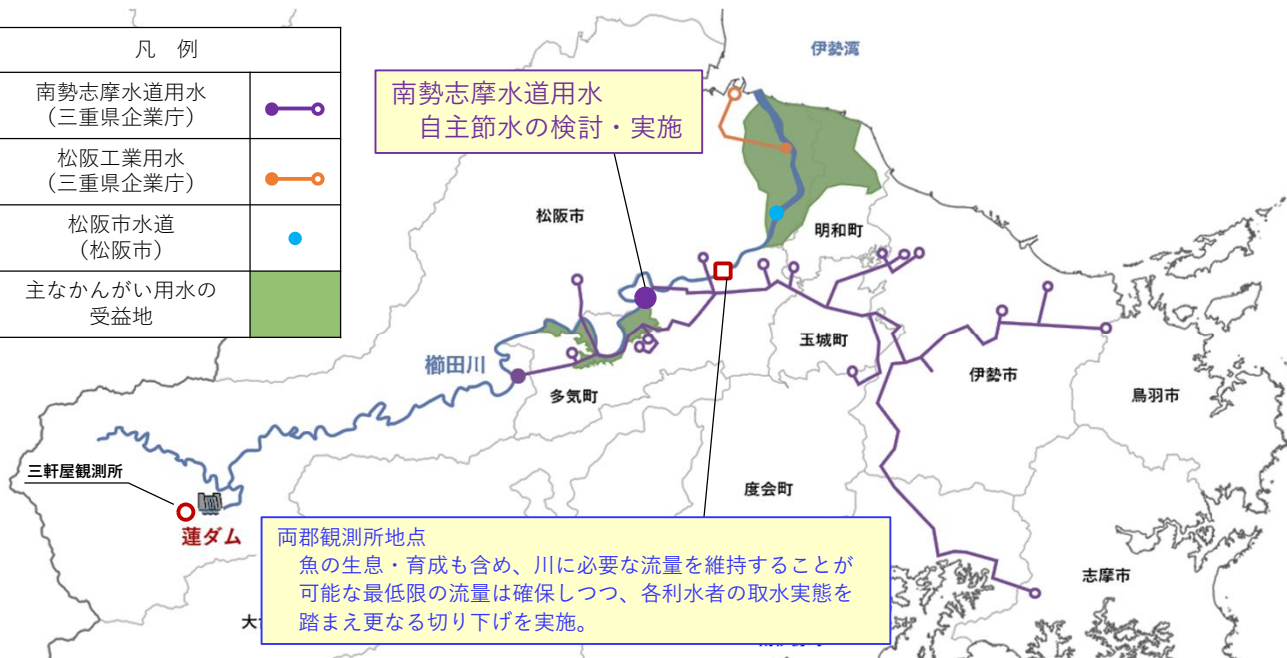 凡 例
南勢志摩水道用水
(三重県企業庁)
松阪工業用水
(三重県企業庁)
松阪市水道
(松阪市)
主なかんがい用水の
受益地
伊勢湾
南勢志摩水道用水
自主節水の検討・実施
松阪市
明和町
玉城町
櫛田川
多気町
伊勢市
鳥羽市
三軒屋観測所
蓮ダム
度会町
志摩市
両郡観測所地点
魚の生息・育成も含め、川に必要な流量を維持することが
可能な最低限の流量は確保しつつ、各利水者の取水実態を
踏まえ更なる切り下げを実施。
大